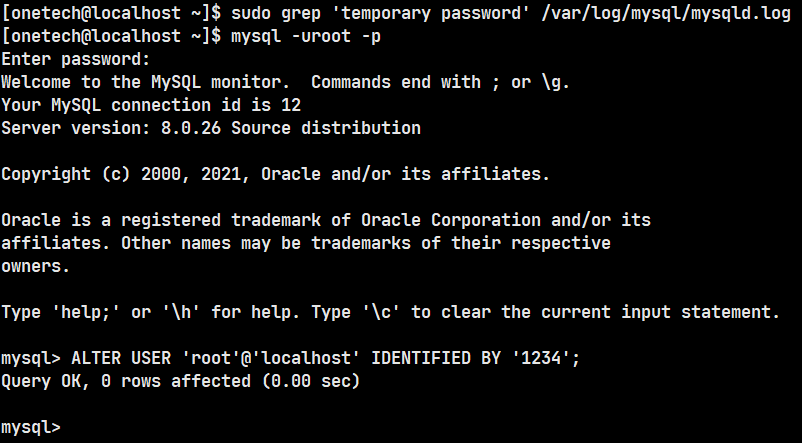 [onetech@localhost ~]$ sudo grep 'temporary password' /var/log/mysql/mysqld.log
[onetech@localhost ~]$ mysql -uroot -p
Enter password:
Welcome to the MySQL monitor.  Commands end with ; or \g.
Your MySQL connection id is 12
Server version: 8.0.26 Source distribution

Copyright (c) 2000, 2021, Oracle and/or its affiliates.

Oracle is a registered trademark of Oracle Corporation and/or its
affiliates. Other names may be trademarks of their respective
owners.

Type 'help;' or '\h' for help. Type '\c' to clear the current input statement.

mysql> ALTER USER 'root'@'localhost' IDENTIFIED BY '1234';
Query OK, 0 rows affected (0.00 sec)

mysql>